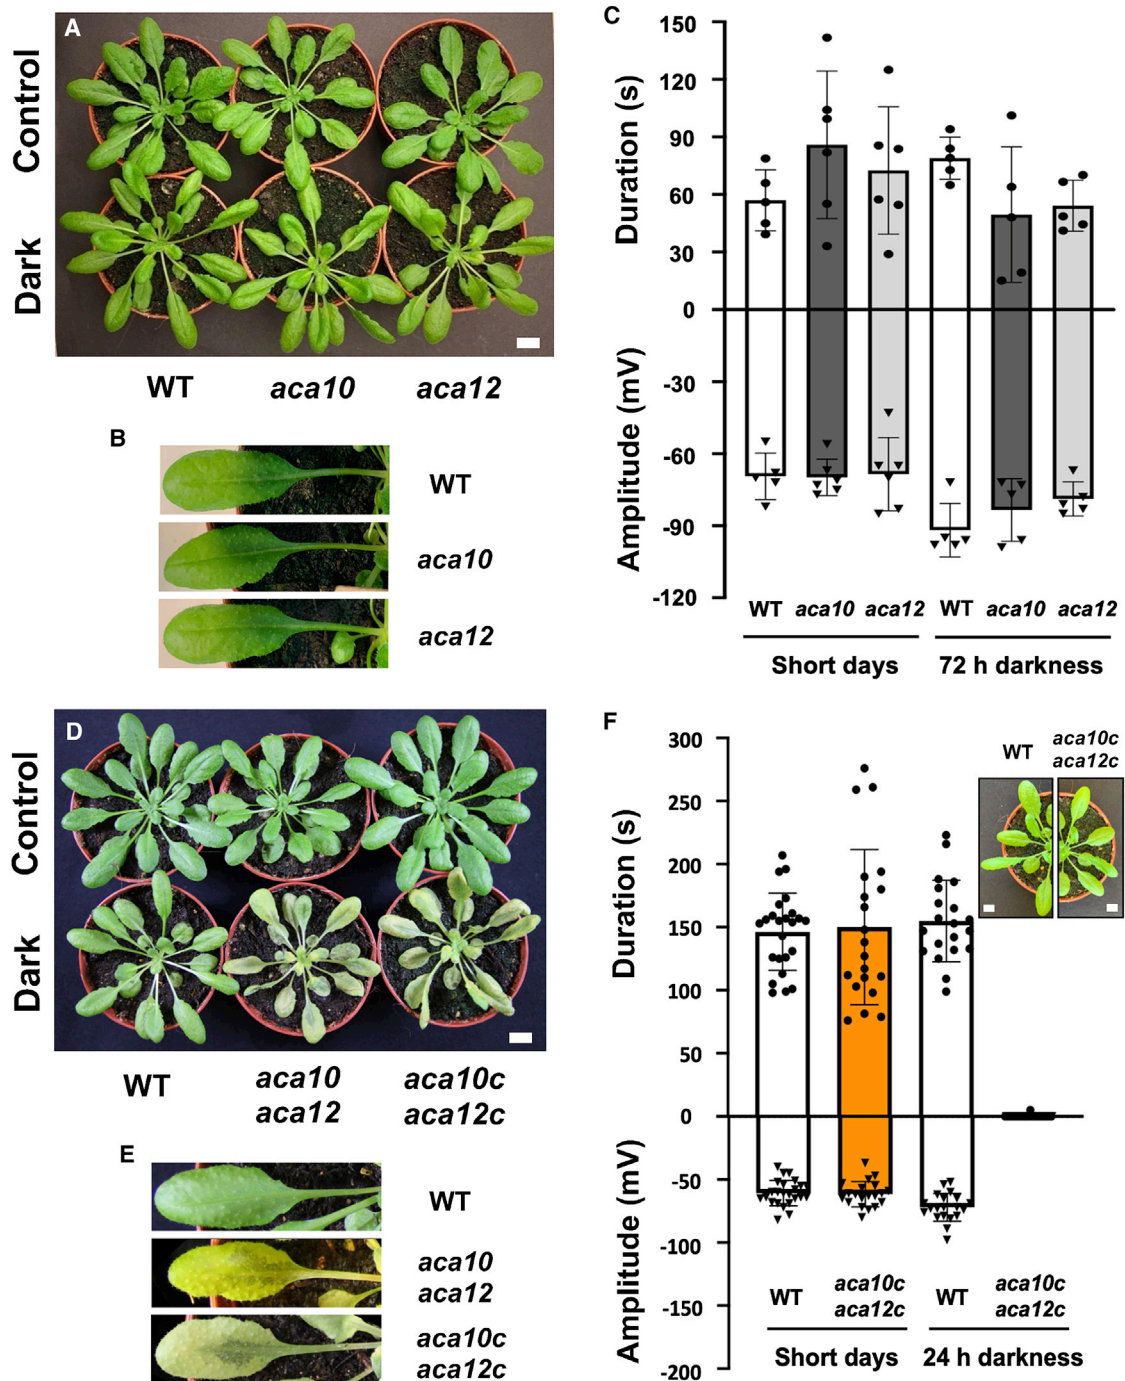 A
Control
Dark
WT aca10 aca12
B
WT
aca10
aca12
C
150
120
90
60
30
0
-30
-60
-90
-120
Duration (s)
Amplitude (mV)
WT aca10 aca12 WT aca10 aca12
Short days 72 h darkness
D
Control
Dark
WT aca10 aca10c
aca12 aca12c
E
WT
aca10
aca12
aca10c
aca12c
F
300
250
200
150
100
50
0
-50
-100
-150
-200
Duration (s)
Amplitude (mV)
WT aca10c
aca12c
WT aca10c WT aca10c
aca12c aca12c
Short days 24 h darkness